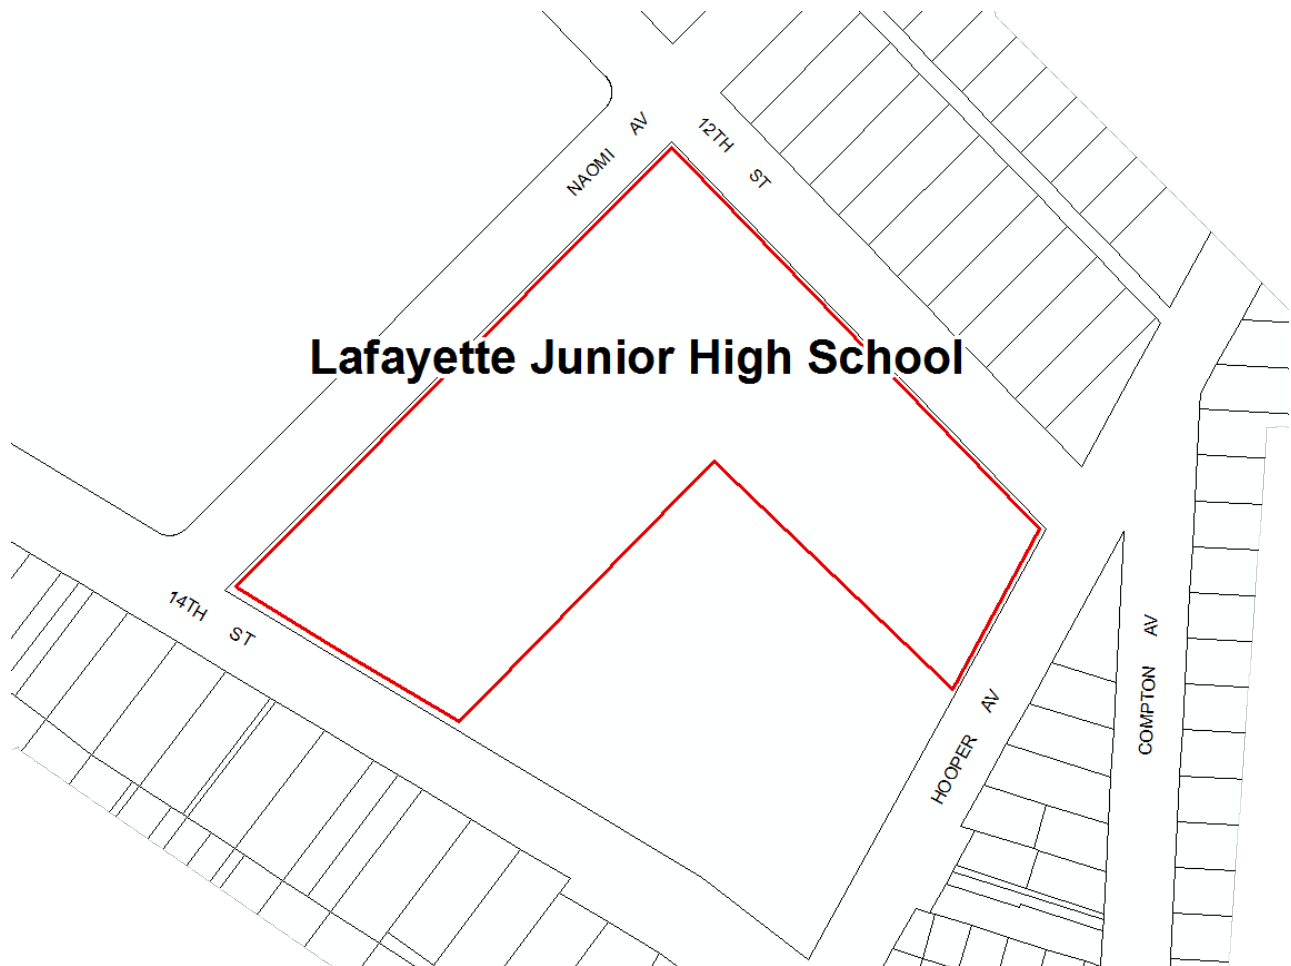 NAOMI AV
12TH ST
Lafayette Junior High School
14TH ST
HOOPER AV
COMPTON AV